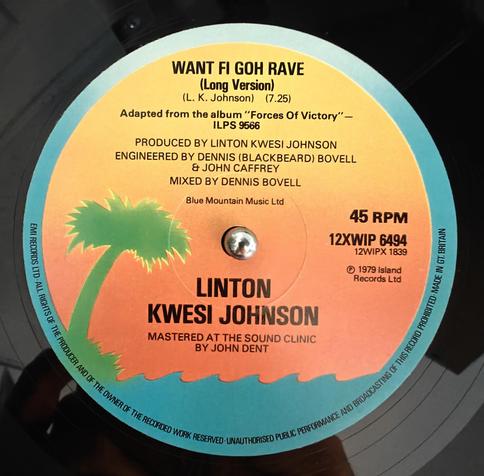 WANT FI GOH RAVE
(Long Version)
(L. K. Johnson) (7.25)
Adapted from the album "Forces Of Victory"—
ILPS 9566
PRODUCED BY LINTON KWESI JOHNSON
ENGINEERED BY DENNIS (BLACKBEARD) BOVELL
& JOHN CAFFREY
MIXED BY DENNIS BOVELL
Blue Mountain Music Ltd
45 RPM
12XWIP 6494
12WIPX 1839
℗ 1979 Island
Records Ltd
LINTON
KWESI JOHNSON
MASTERED AT THE SOUND CLINIC
BY JOHN DENT
EMI RECORDS LTD· ALL RIGHTS OF THE PRODUCER AND OF THE OWNER OF THE RECORDED WORK RESERVED·UNAUTHORISED PUBLIC PERFORMANCE AND BROADCASTING OF THIS RECORD PROHIBITED·MADE IN GT. BRITAIN